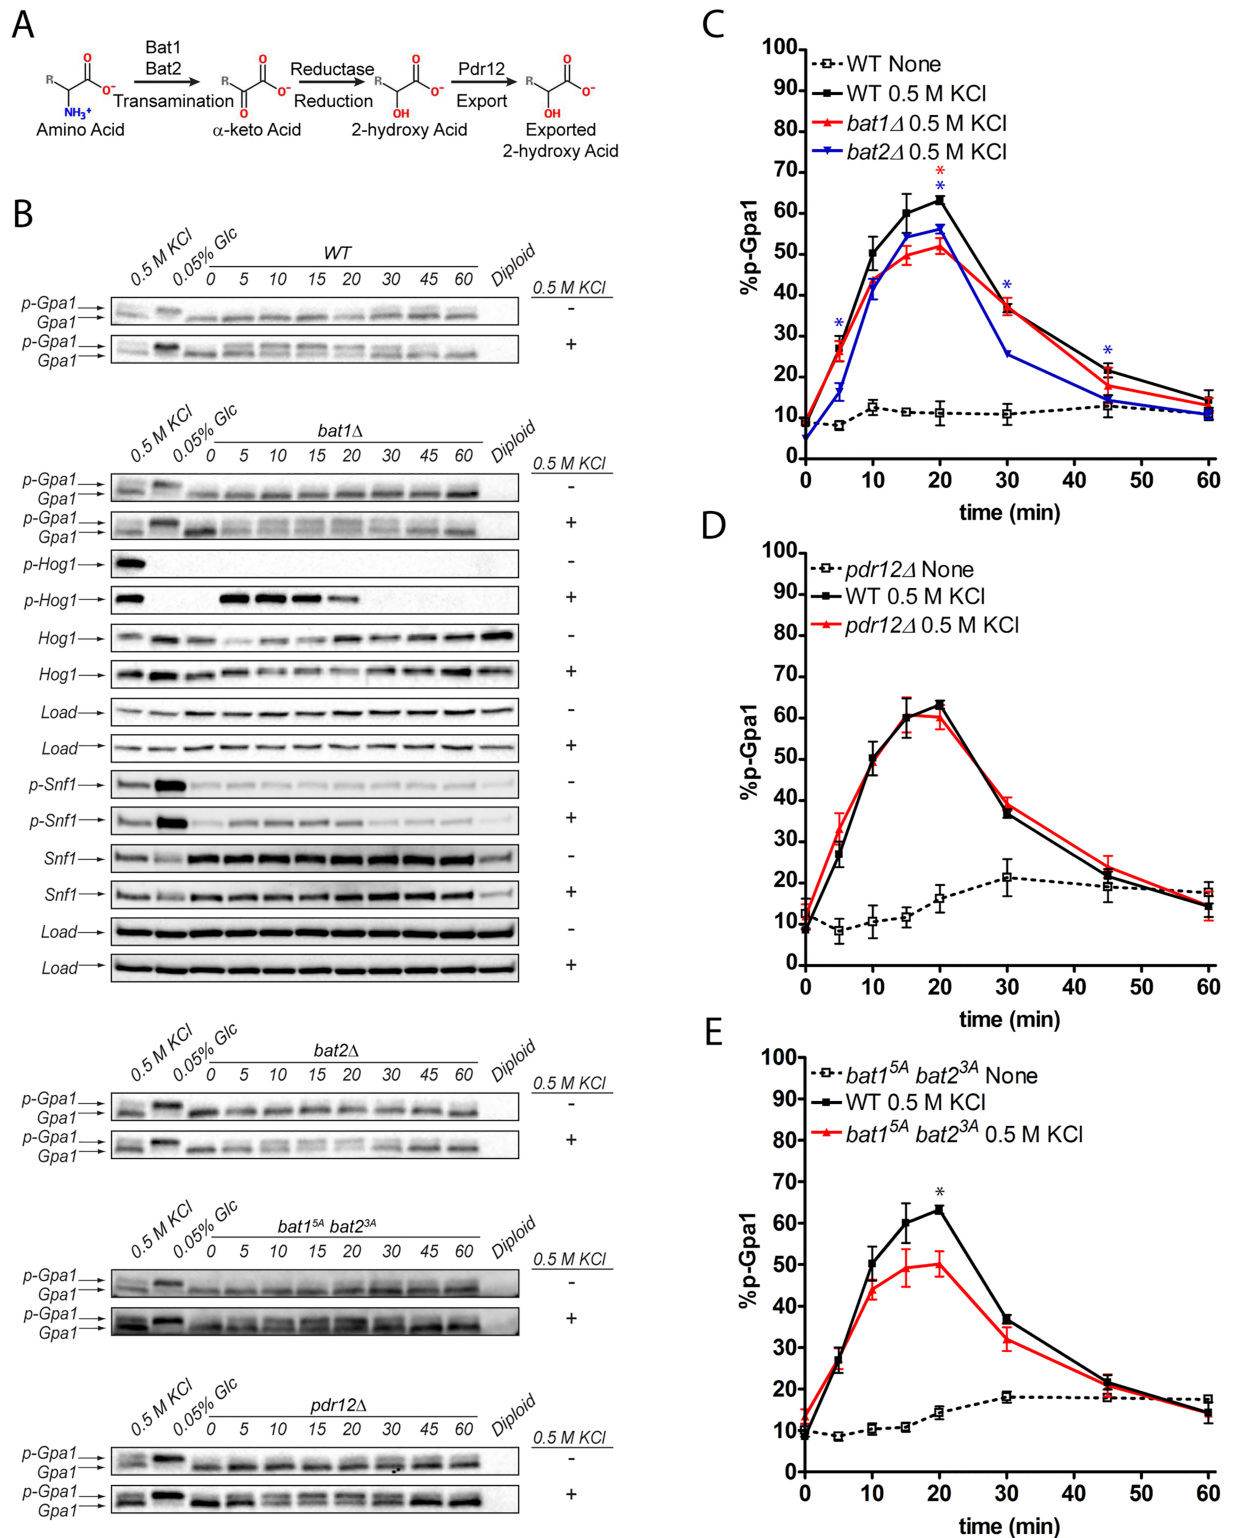 A
Bat1
Bat2
Transamination
Reductase
Reduction
Pdr12
Export
R
O
O-
NH3+
Amino Acid
R
O
O-
O
α-keto Acid
R
O
O-
OH
2-hydroxy Acid
R
O
O-
OH
Exported
2-hydroxy Acid
B
0.5 M KCl
0.05% Glc
WT
0 5 10 15 20 30 45 60
Diploid
0.5 M KCl
p-Gpa1
Gpa1
-
p-Gpa1
Gpa1
+
0.5 M KCl
0.05% Glc
bat1Δ
0 5 10 15 20 30 45 60
Diploid
0.5 M KCl
p-Gpa1
Gpa1
-
p-Gpa1
Gpa1
+
p-Hog1
-
p-Hog1
+
Hog1
-
Hog1
+
Load
-
Load
+
p-Snf1
-
p-Snf1
+
Snf1
-
Snf1
+
Load
-
Load
+
0.5 M KCl
0.05% Glc
bat2Δ
0 5 10 15 20 30 45 60
Diploid
0.5 M KCl
p-Gpa1
Gpa1
-
p-Gpa1
Gpa1
+
0.5 M KCl
0.05% Glc
bat1^5A bat2^3A
0 5 10 15 20 30 45 60
Diploid
0.5 M KCl
p-Gpa1
Gpa1
-
p-Gpa1
Gpa1
+
0.5 M KCl
0.05% Glc
pdr12Δ
0 5 10 15 20 30 45 60
Diploid
0.5 M KCl
p-Gpa1
Gpa1
-
p-Gpa1
Gpa1
+
C
%p-Gpa1
100
90
80
70
60
50
40
30
20
10
0
WT None
WT 0.5 M KCl
bat1Δ 0.5 M KCl
bat2Δ 0.5 M KCl
*
*
*
*
*
0 10 20 30 40 50 60
time (min)
D
%p-Gpa1
100
90
80
70
60
50
40
30
20
10
0
pdr12Δ None
WT 0.5 M KCl
pdr12Δ 0.5 M KCl
0 10 20 30 40 50 60
time (min)
E
%p-Gpa1
100
90
80
70
60
50
40
30
20
10
0
bat1^5A bat2^3A None
WT 0.5 M KCl
bat1^5A bat2^3A 0.5 M KCl
*
0 10 20 30 40 50 60
time (min)